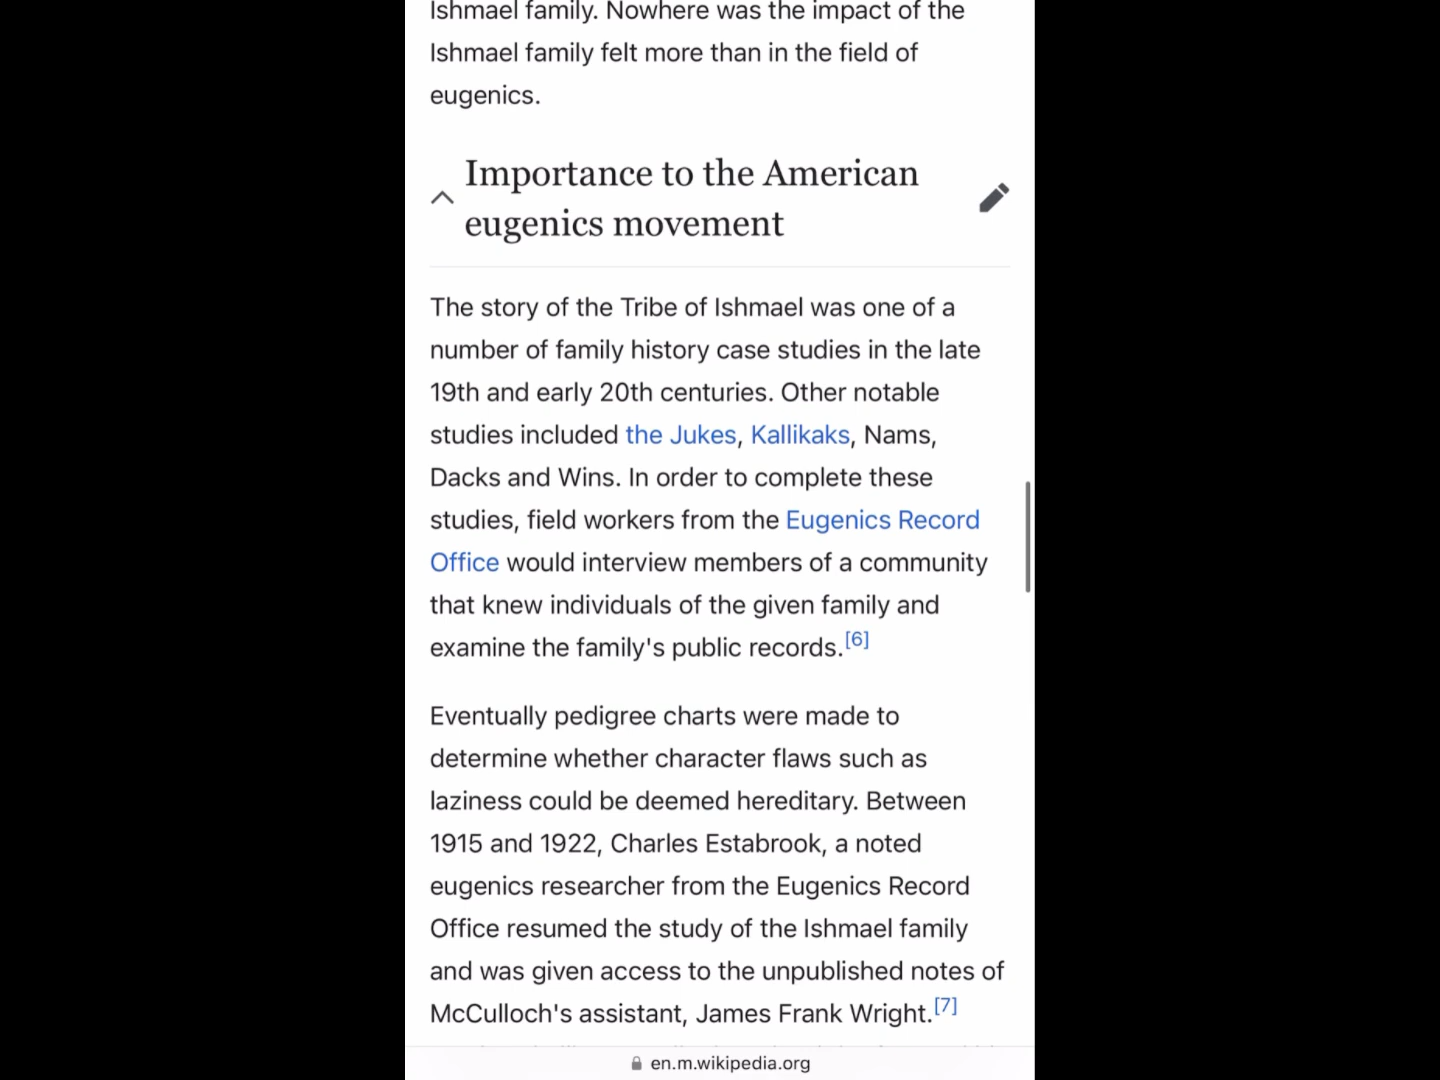 Ishmael family. Nowhere was the impact of the
Ishmael family felt more than in the field of
eugenics.
Importance to the American
eugenics movement
The story of the Tribe of Ishmael was one of a
number of family history case studies in the late
19th and early 20th centuries. Other notable
studies included the Jukes, Kallikaks, Nams,
Dacks and Wins. In order to complete these
studies, field workers from the Eugenics Record
Office would interview members of a community
that knew individuals of the given family and
examine the family's public records.[6]
Eventually pedigree charts were made to
determine whether character flaws such as
laziness could be deemed hereditary. Between
1915 and 1922, Charles Estabrook, a noted
eugenics researcher from the Eugenics Record
Office resumed the study of the Ishmael family
and was given access to the unpublished notes of
McCulloch's assistant, James Frank Wright.[7]
en.m.wikipedia.org